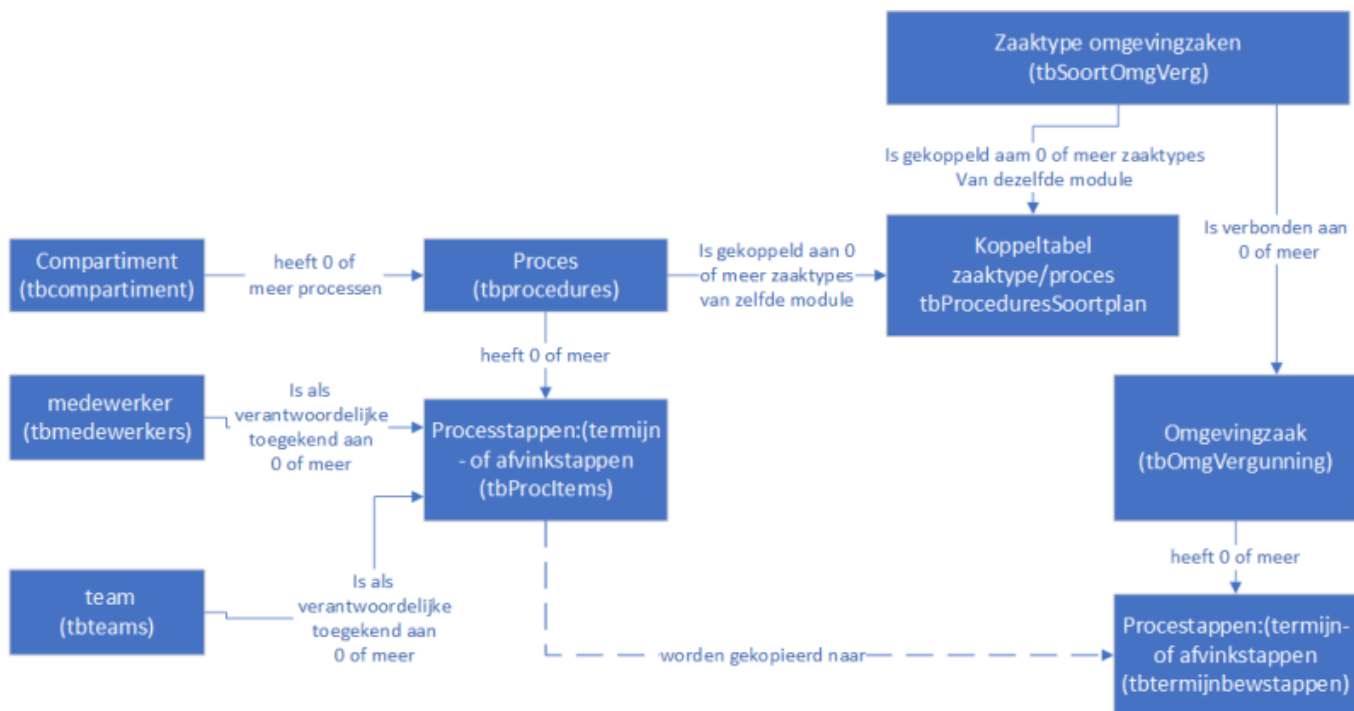 Zaaktype omgevingzaken
(tbSoortOmgVerg)
Is gekoppeld aam 0 of meer zaaktypes
Van dezelfde module
Is verbonden aan
0 of meer
Compartiment
(tbcompartiment)
heeft 0 of
meer processen
Proces
(tbprocedures)
Is gekoppeld aan 0
of meer zaaktypes
van zelfde module
Koppeltabel
zaaktype/proces
tbProceduresSoortplan
heeft 0 of meer
medewerker
(tbmedewerkers)
Is als
verantwoordelijke
toegekend aan
0 of meer
Processtappen:(termijn
- of afvinkstappen
(tbProcItems)
Omgevingzaak
(tbOmgVergunning)
heeft 0 of meer
team
(tbteams)
Is als
verantwoordelijke
toegekend aan
0 of meer
worden gekopieerd naar
Procestappen:(termijn-
of afvinkstappen
(tbtermijnbewstappen)